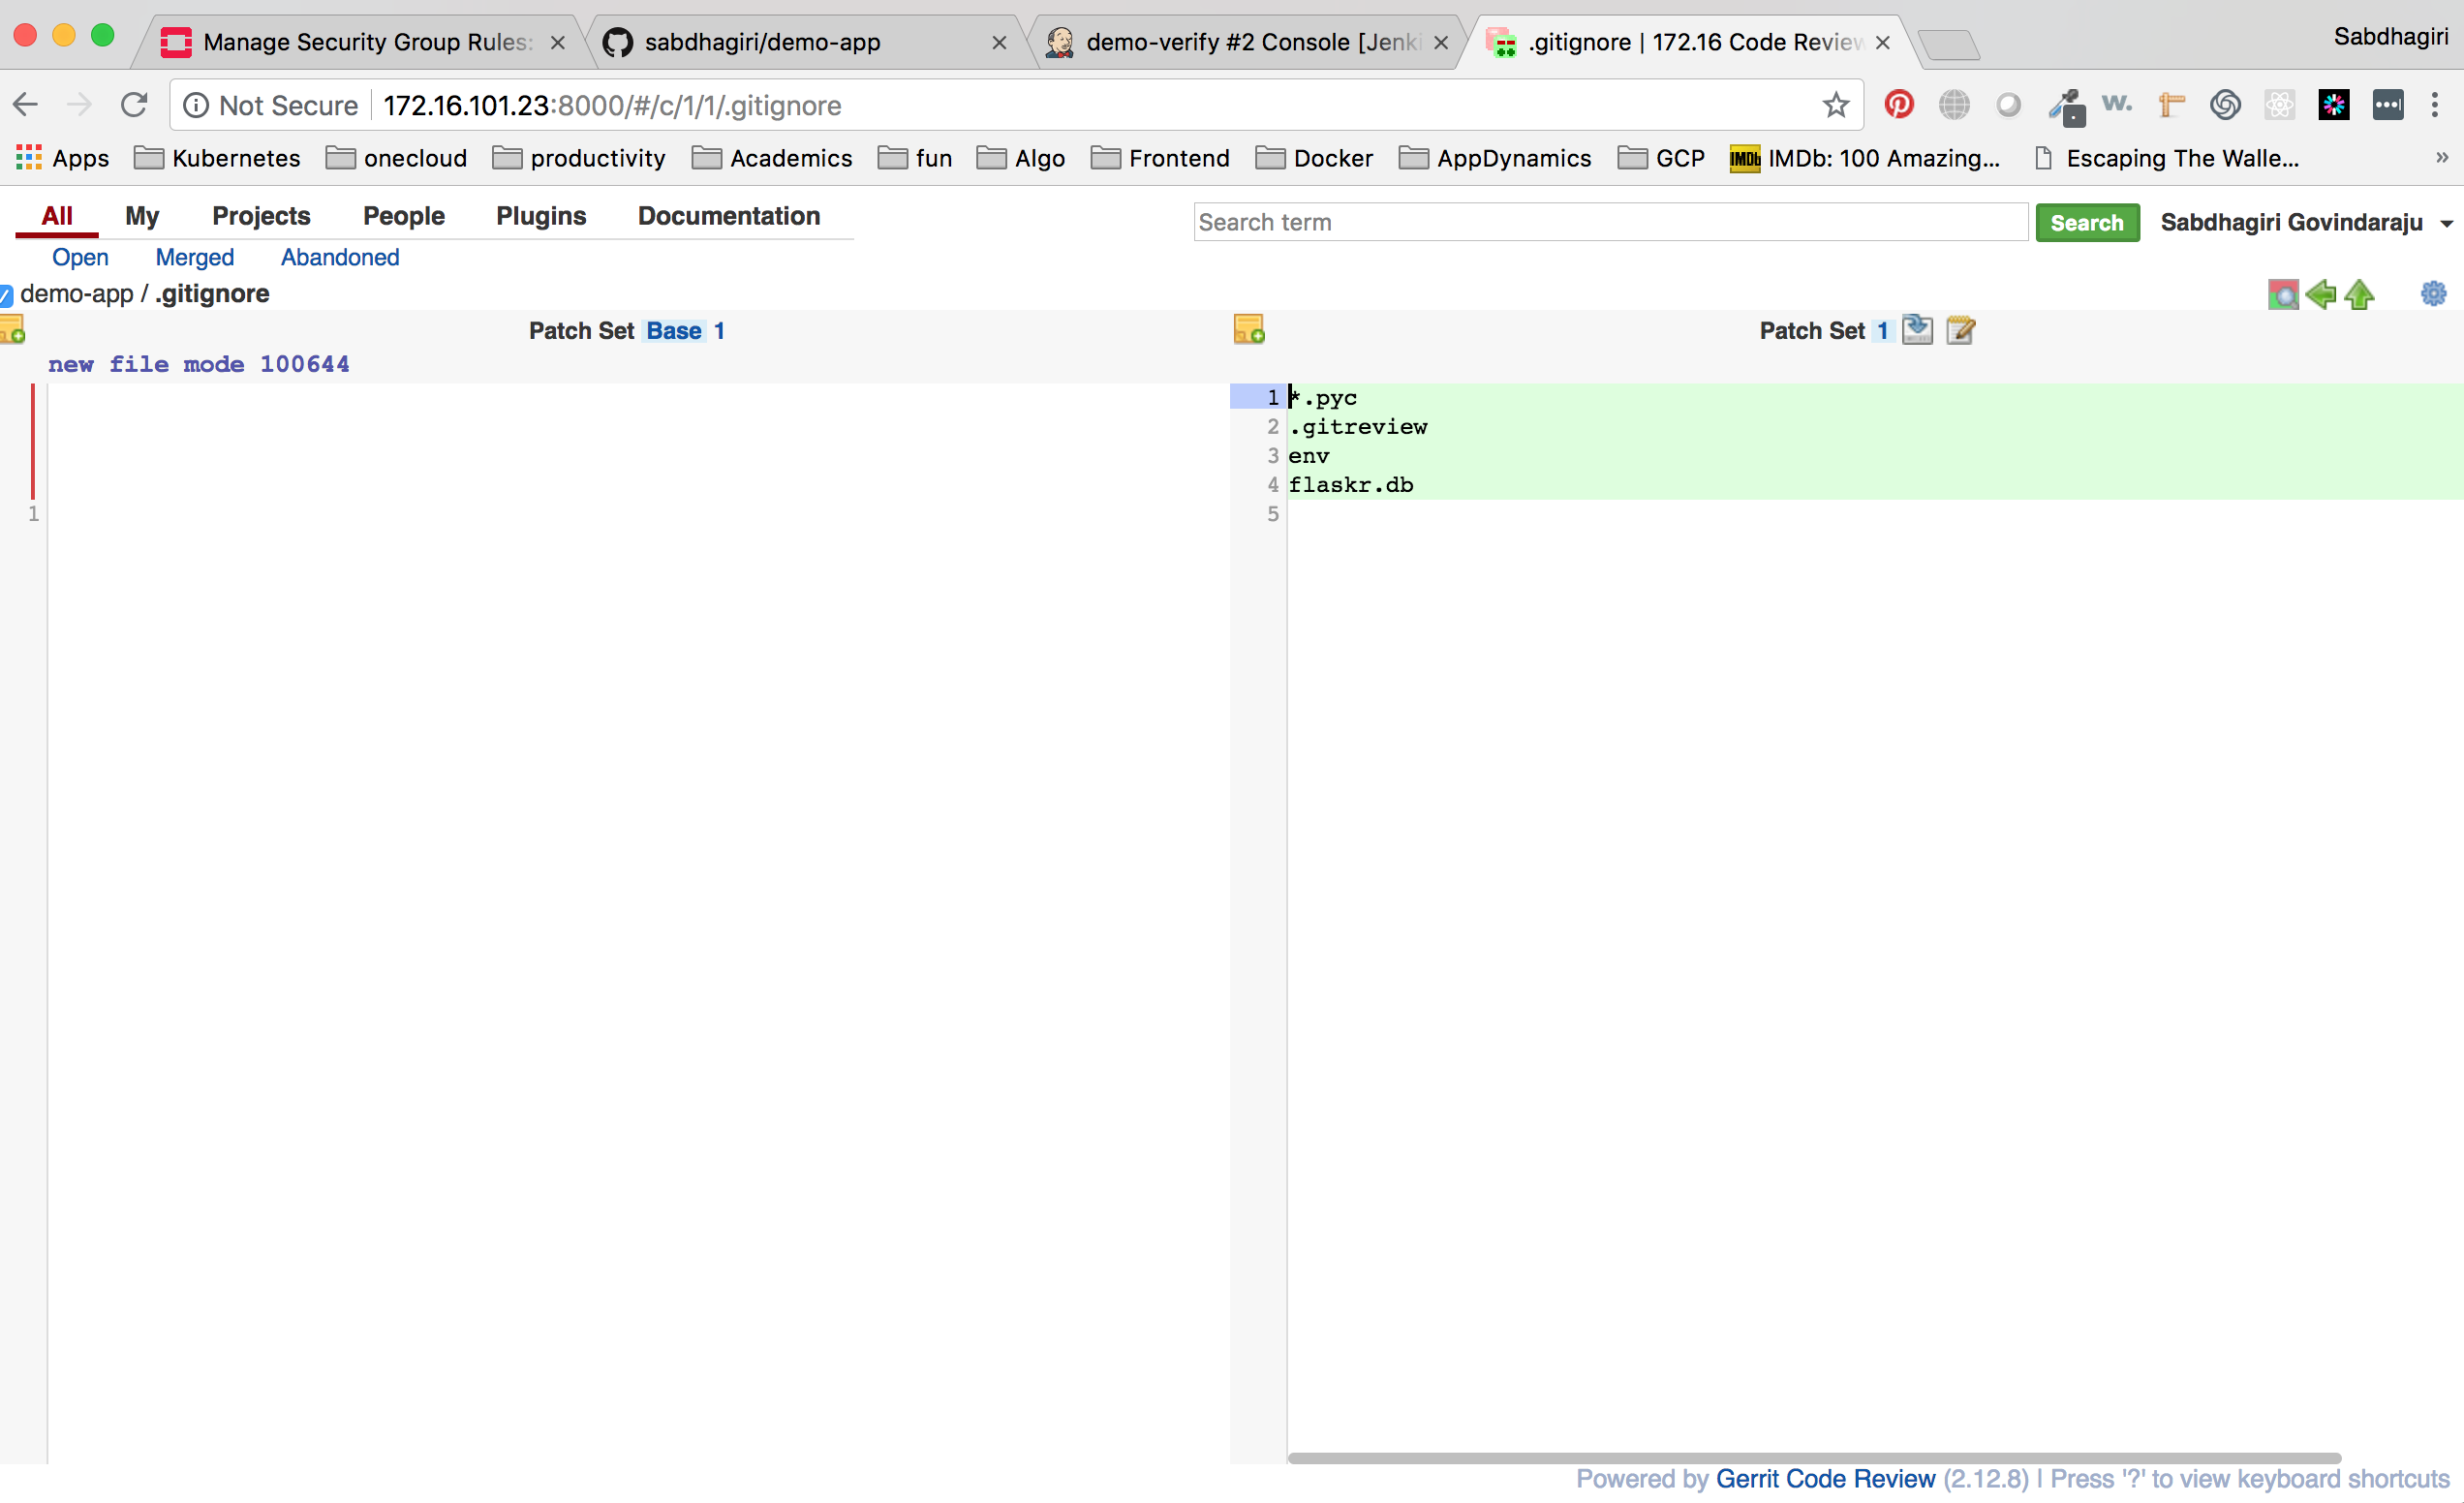 Manage Security Group Rules:
sabdhagiri/demo-app
demo-verify #2 Console [Jenki
.gitignore | 172.16 Code Review
Sabdhagiri
Not Secure 172.16.101.23:8000/#/c/1/1/.gitignore
Apps Kubernetes onecloud productivity Academics fun Algo Frontend Docker AppDynamics GCP IMDb: 100 Amazing... Escaping The Walle... »
All My Projects People Plugins Documentation
Search term Search Sabdhagiri Govindaraju
Open Merged Abandoned
demo-app / .gitignore
Patch Set Base 1
Patch Set 1
new file mode 100644
1 *.pyc
2 .gitreview
3 env
4 flaskr.db
1
5
Powered by Gerrit Code Review (2.12.8) | Press '?' to view keyboard shortcuts